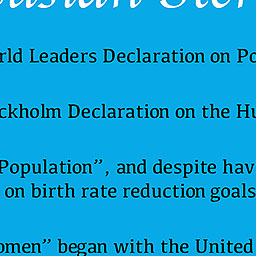 rld Leaders Declaration on Po
ckholm Declaration on the Hu
Population”, and despite hav
on birth rate reduction goals
omen” began with the United